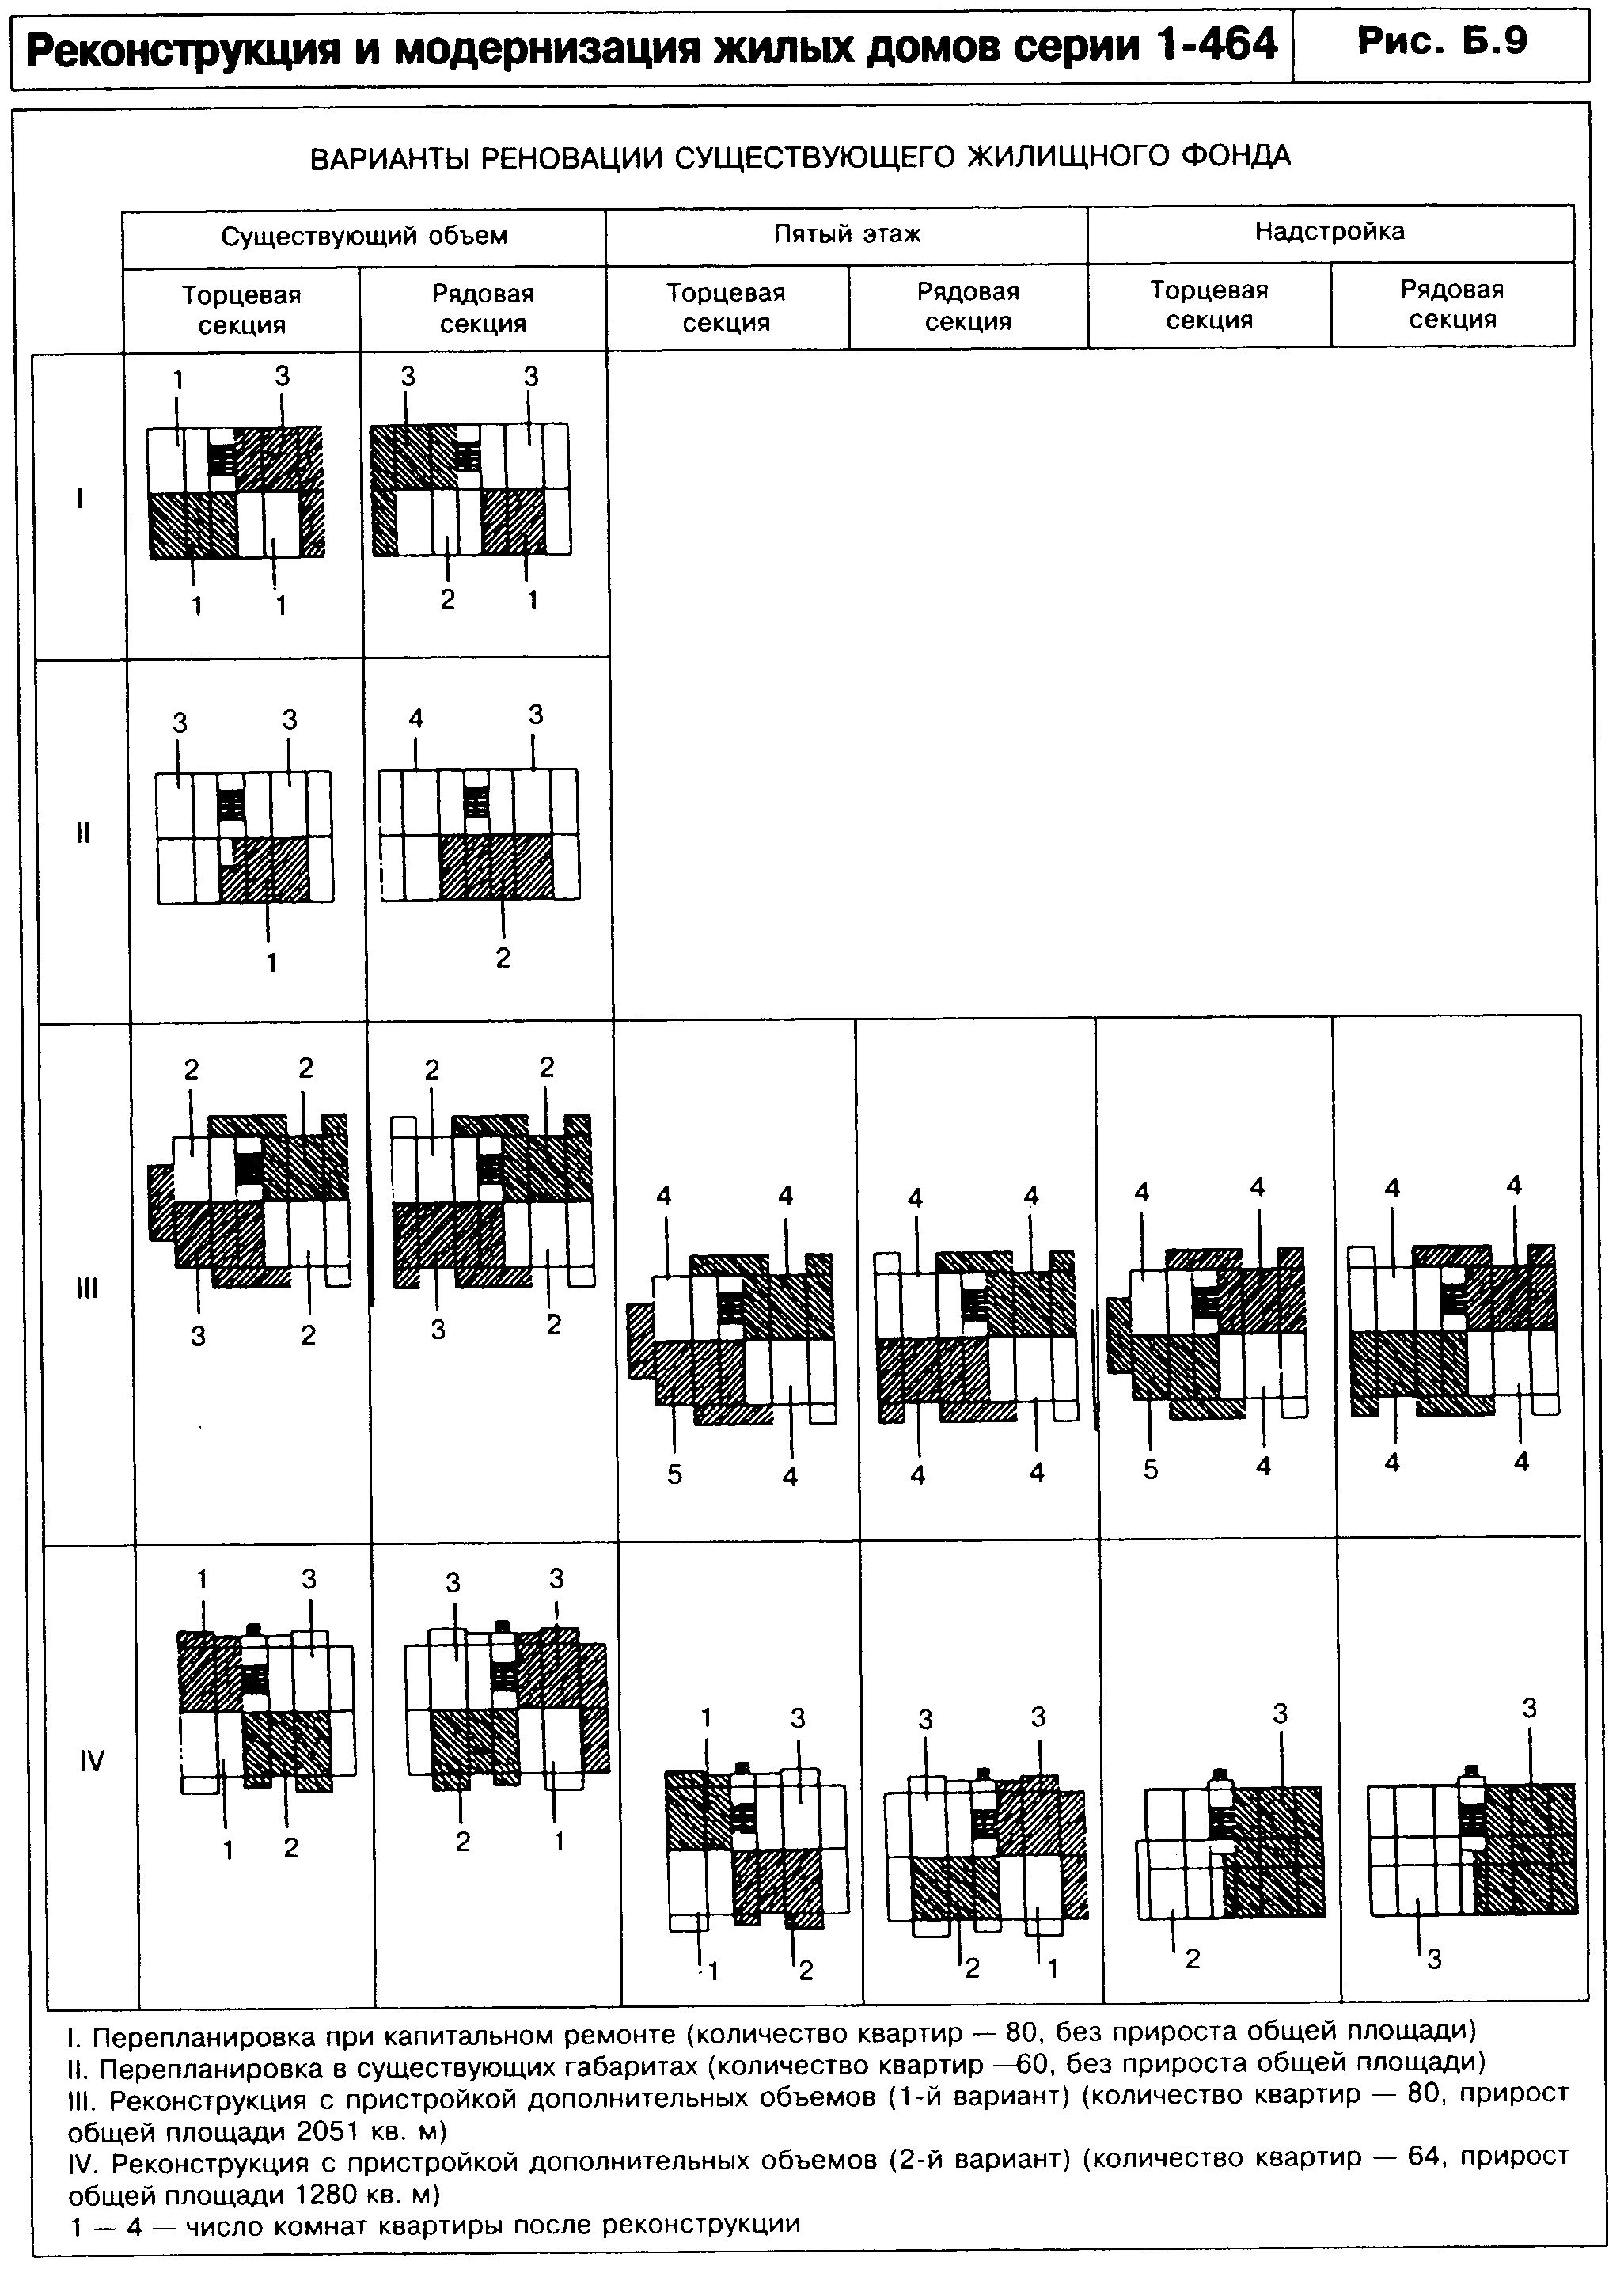 Реконструкция и модернизация жилых домов серии 1-464
Рис. Б.9
ВАРИАНТЫ РЕНОВАЦИИ СУЩЕСТВУЮЩЕГО ЖИЛИЩНОГО ФОНДА
Существующий объем
Пятый этаж
Надстройка
Торцевая секция
Рядовая секция
Торцевая секция
Рядовая секция
Торцевая секция
Рядовая секция
1 3 3 3
I
1 1 2 1
3 3 4 3
II
1 2
2 2 2 2
4 4 4 4 4 4 4 4
III
3 2 3 2
5 4 4 4 5 4 4 4
1 3 3 3
1 3 3 3 3 3
IV
1 2 2 1
1 2 2 1 2 3
I. Перепланировка при капитальном ремонте (количество квартир — 80, без прироста общей площади)
II. Перепланировка в существующих габаритах (количество квартир —60, без прироста общей площади)
III. Реконструкция с пристройкой дополнительных объемов (1-й вариант) (количество квартир — 80, прирост
общей площади 2051 кв. м)
IV. Реконструкция с пристройкой дополнительных объемов (2-й вариант) (количество квартир — 64, прирост
общей площади 1280 кв. м)
1 — 4 — число комнат квартиры после реконструкции